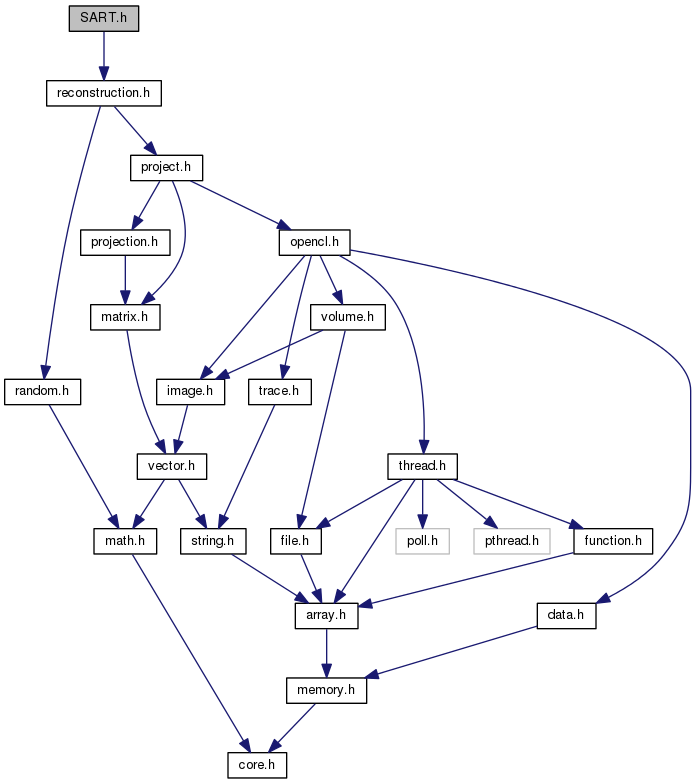 SART.h
reconstruction.h
project.h
projection.h
opencl.h
matrix.h
volume.h
random.h
image.h
trace.h
vector.h
thread.h
math.h
string.h
file.h
poll.h
pthread.h
function.h
array.h
data.h
memory.h
core.h